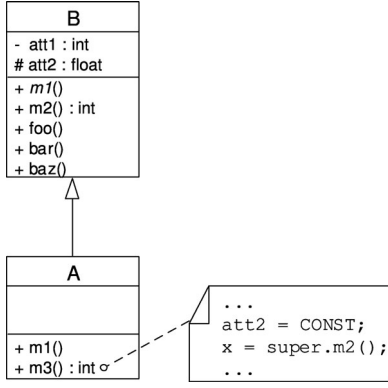 B
- att1 : int
# att2 : float
+ m1()
+ m2() : int
+ foo()
+ bar()
+ baz()
A
+ m1()
+ m3() : int
...
att2 = CONST;
x = super.m2();
...